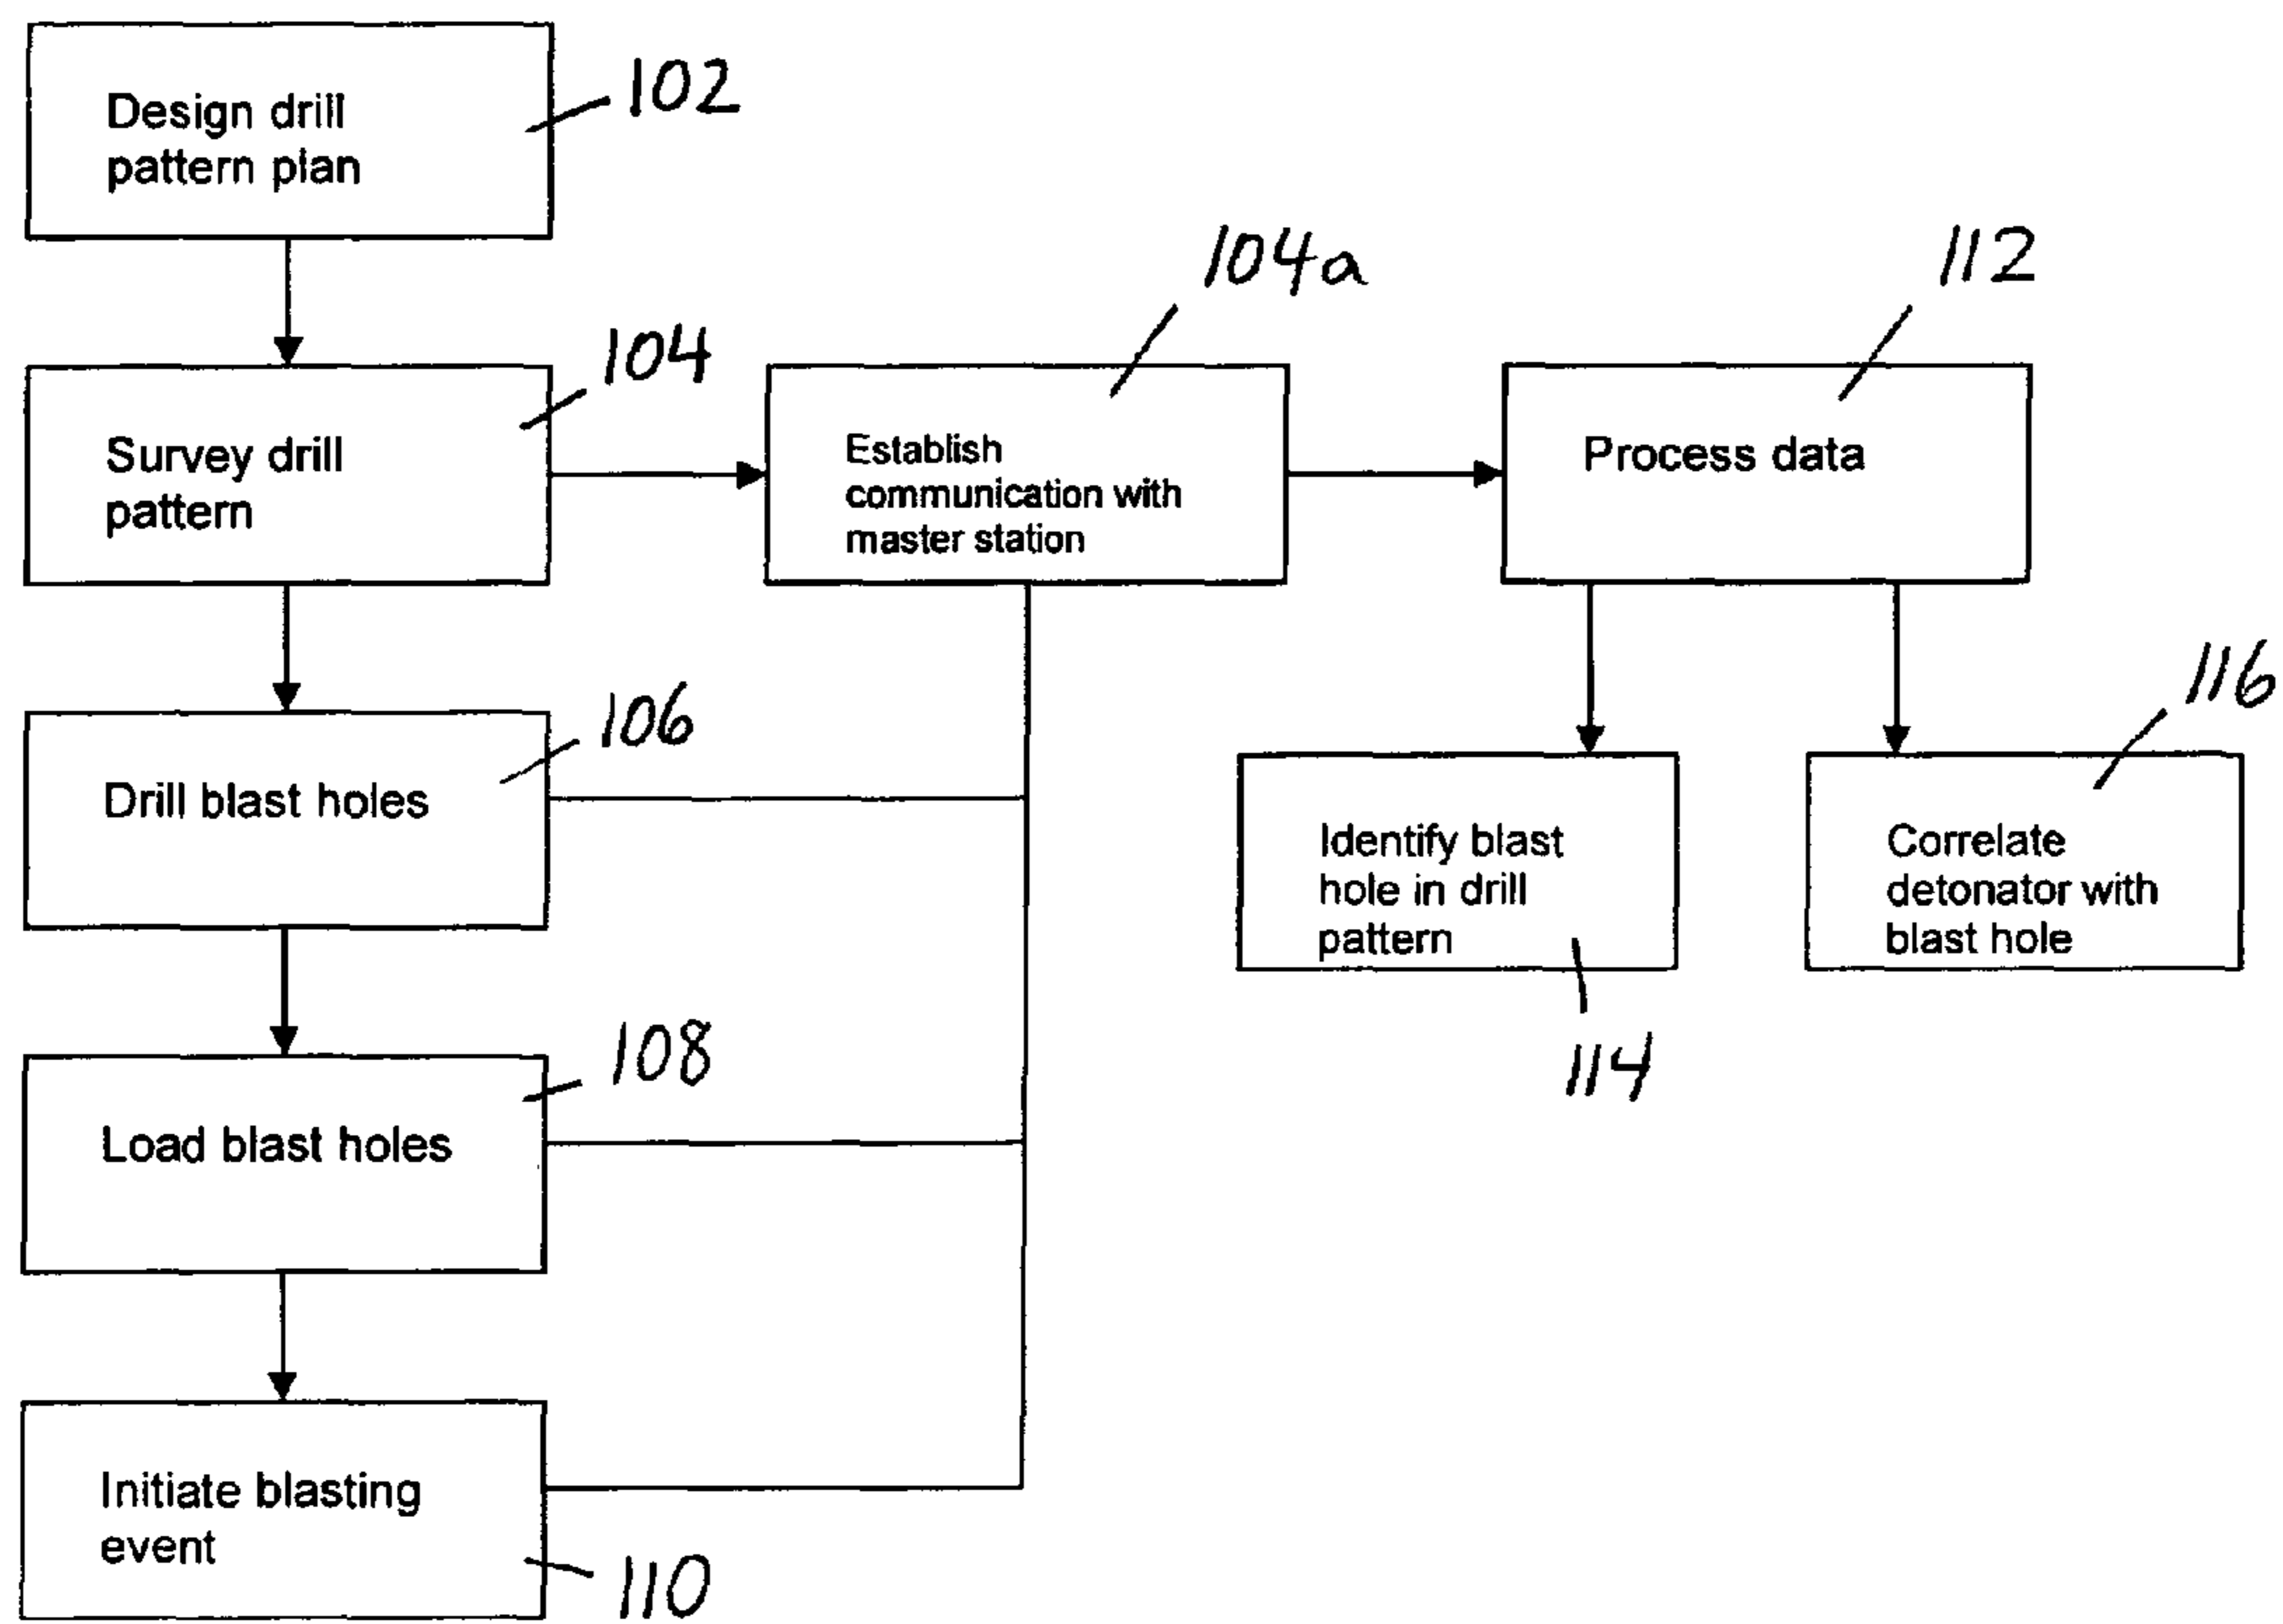 Design drill
pattern plan
102
Survey drill
pattern
104
Establish
communication with
master station
104a
Process data
112
Drill blast holes
106
Identify blast
hole in drill
pattern
114
Correlate
detonator with
blast hole
116
Load blast holes
108
Initiate blasting
event
110